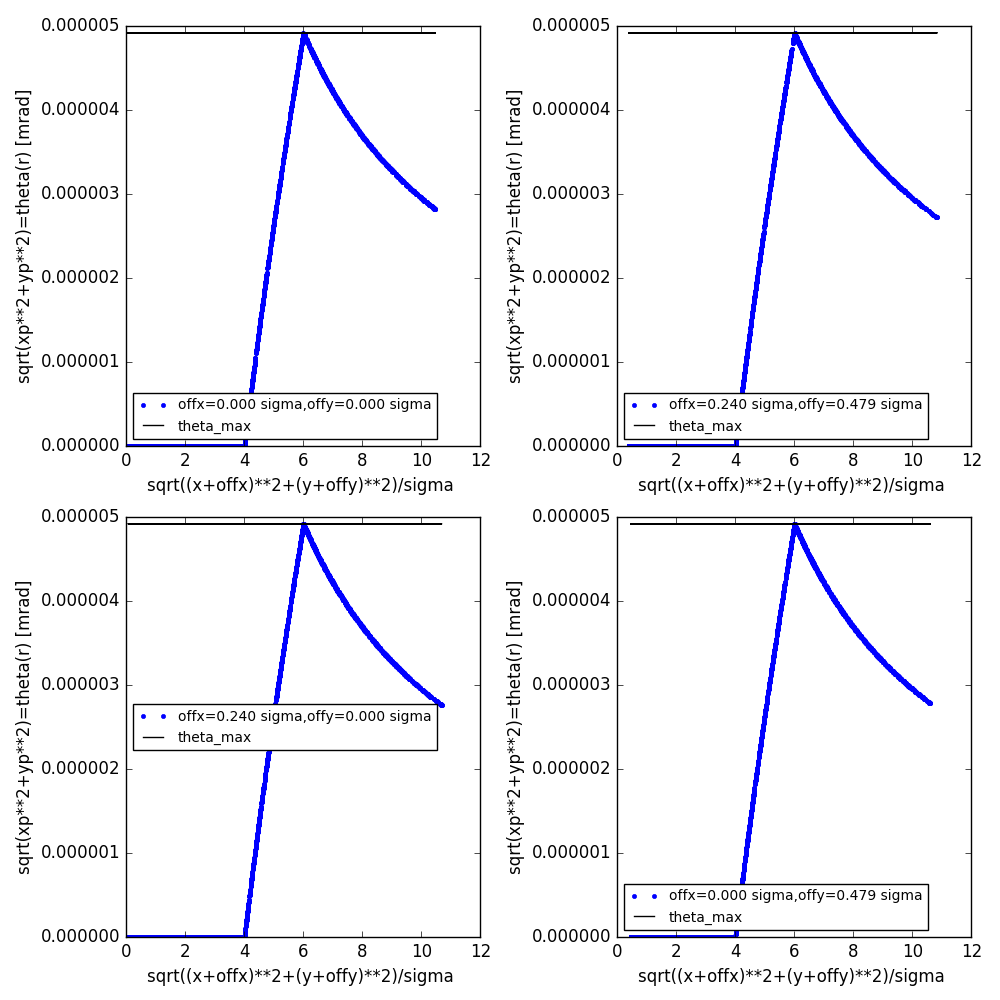 0.000005
0.000004
0.000003
0.000002
0.000001
0.000000
sqrt(xp**2+yp**2)=theta(r) [mrad]
offx=0.000 sigma,offy=0.000 sigma
theta_max
0 2 4 6 8 10 12
sqrt((x+offx)**2+(y+offy)**2)/sigma
0.000005
0.000004
0.000003
0.000002
0.000001
0.000000
sqrt(xp**2+yp**2)=theta(r) [mrad]
offx=0.240 sigma,offy=0.479 sigma
theta_max
0 2 4 6 8 10 12
sqrt((x+offx)**2+(y+offy)**2)/sigma
0.000005
0.000004
0.000003
0.000002
0.000001
0.000000
sqrt(xp**2+yp**2)=theta(r) [mrad]
offx=0.240 sigma,offy=0.000 sigma
theta_max
0 2 4 6 8 10 12
sqrt((x+offx)**2+(y+offy)**2)/sigma
0.000005
0.000004
0.000003
0.000002
0.000001
0.000000
sqrt(xp**2+yp**2)=theta(r) [mrad]
offx=0.000 sigma,offy=0.479 sigma
theta_max
0 2 4 6 8 10 12
sqrt((x+offx)**2+(y+offy)**2)/sigma